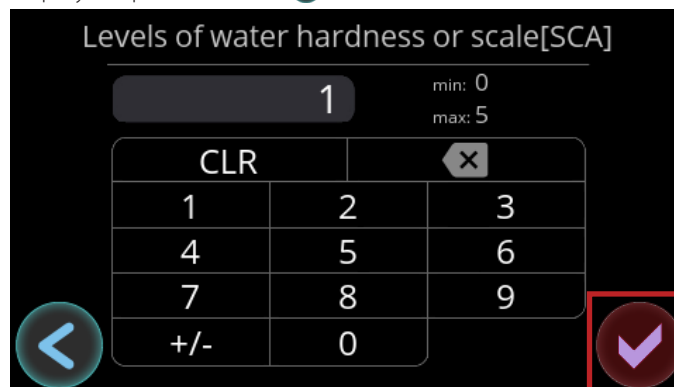 Levels of water hardness or scale[SCA]
1
min: 0
max: 5
CLR
1 2 3
4 5 6
7 8 9
+/- 0